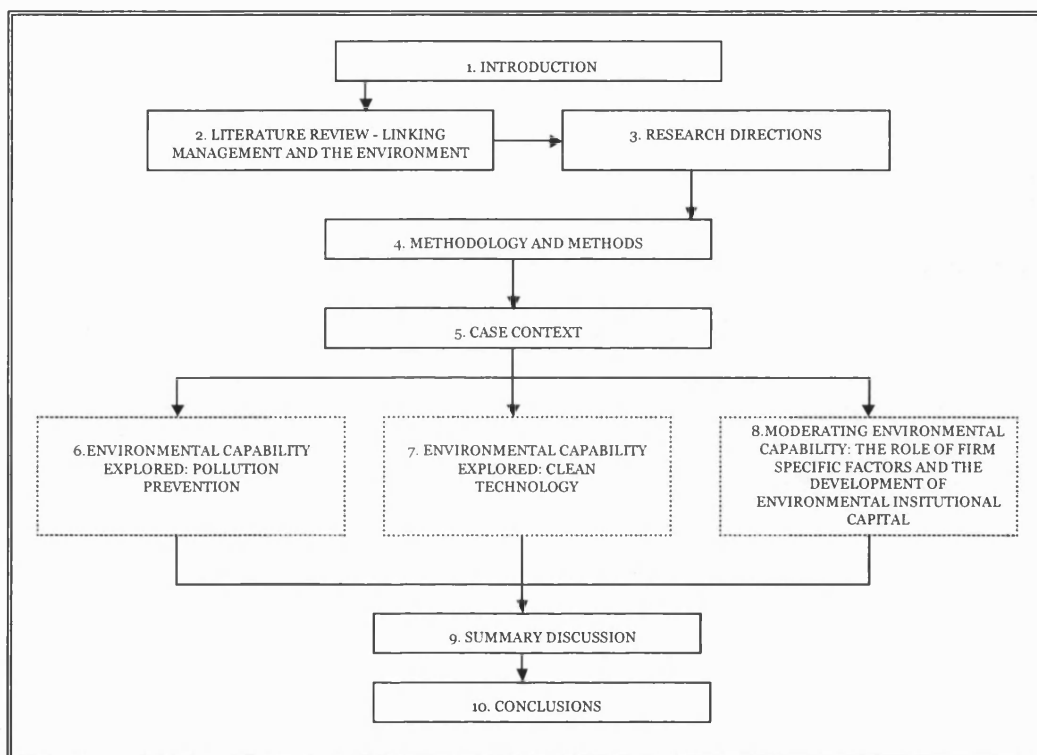 1. INTRODUCTION
2. LITERATURE REVIEW - LINKING
MANAGEMENT AND THE ENVIRONMENT
3. RESEARCH DIRECTIONS
4. METHODOLOGY AND METHODS
5. CASE CONTEXT
6.ENVIRONMENTAL CAPABILITY
EXPLORED: POLLUTION
PREVENTION
7. ENVIRONMENTAL CAPABILITY
EXPLORED: CLEAN
TECHNOLOGY
8.MODERATING ENVIRONMENTAL
CAPABILITY: THE ROLE OF FIRM
SPECIFIC FACTORS AND THE
DEVELOPMENT OF
ENVIRONMENTAL INSITUTIONAL
CAPITAL
9. SUMMARY DISCUSSION
10. CONCLUSIONS